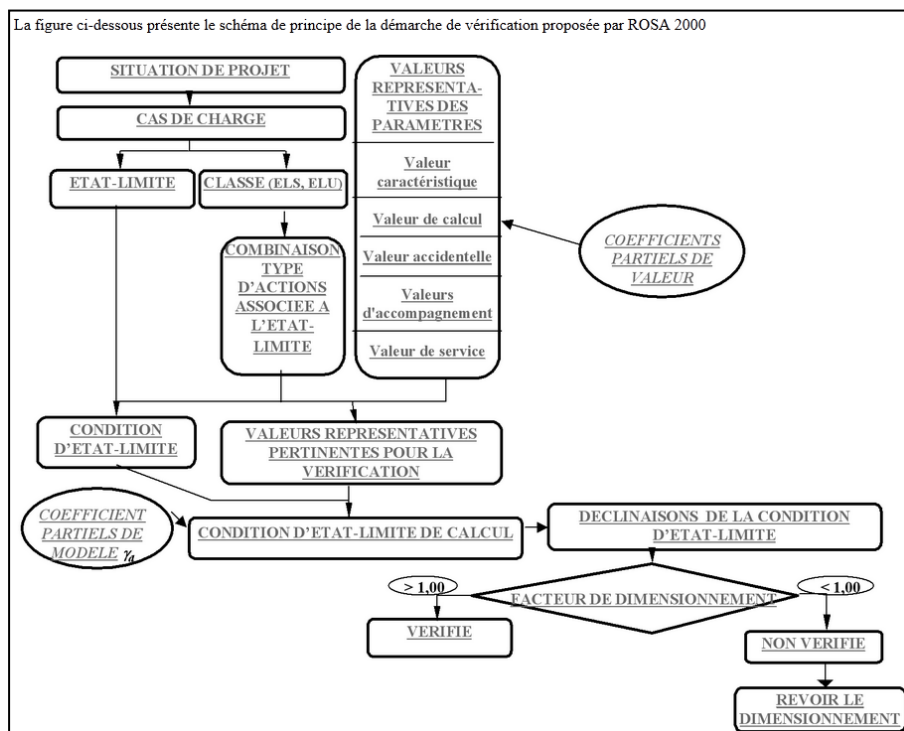 La figure ci-dessous présente le schéma de principe de la démarche de vérification proposée par ROSA 2000
SITUATION DE PROJET
CAS DE CHARGE
ETAT-LIMITE
CLASSE (ELS, ELU)
COMBINAISON
TYPE
D'ACTIONS
ASSOCIEE A
L'ETAT-
LIMITE
VALEURS
REPRESENTA-
TIVES DES
PARAMETRES
Valeur
caractéristique
Valeur de calcul
Valeur accidentelle
Valeurs
d'accompagnement
Valeur de service
COEFFICIENTS
PARTIELS DE
VALEUR
CONDITION
D'ETAT-LIMITE
VALEURS REPRESENTATIVES
PERTINENTES POUR LA
VERIFICATION
COEFFICIENT
PARTIELS DE
MODELE γd
CONDITION D'ETAT-LIMITE DE CALCUL
DECLINAISONS DE LA CONDITION
D'ETAT-LIMITE
> 1,00
FACTEUR DE DIMENSIONNEMENT
< 1,00
VERIFIE
NON VERIFIE
REVOIR LE
DIMENSIONNEMENT